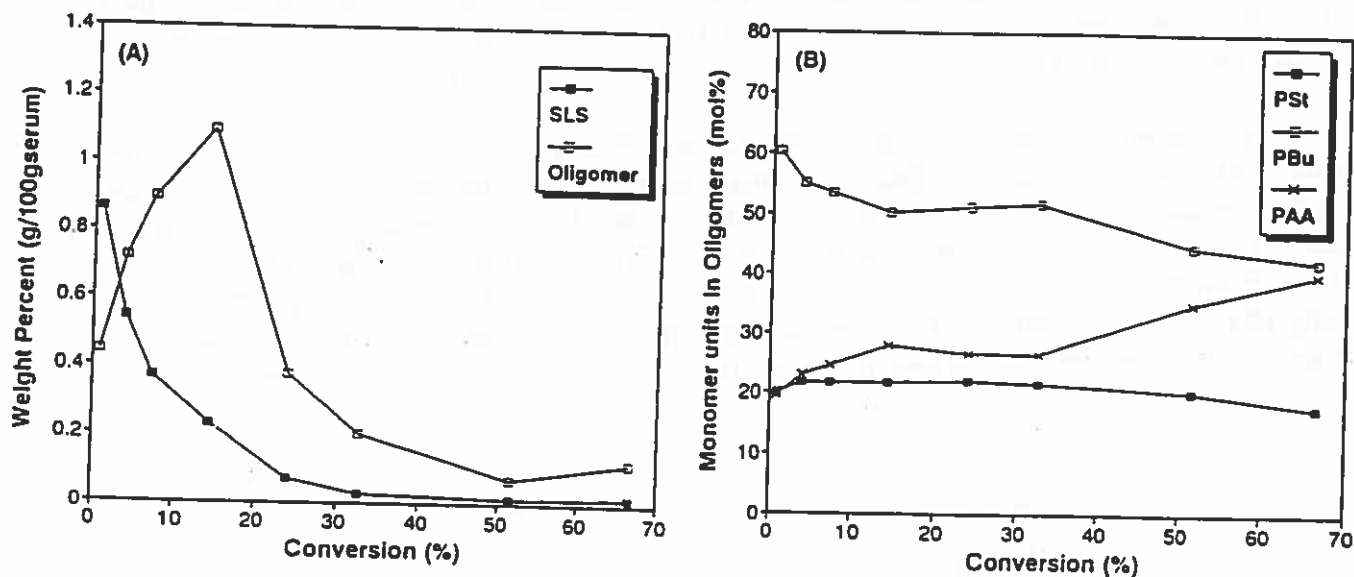 (A)
Weight Percent (g/100gserum)
1.4
1.2
1
0.8
0.6
0.4
0.2
0
0 10 20 30 40 50 60 70
Conversion (%)
SLS
Oligomer
(B)
Monomer units in Oligomers (mol%)
80
70
60
50
40
30
20
10
0
0 10 20 30 40 50 60 70
Conversion (%)
PSt
PBu
PAA